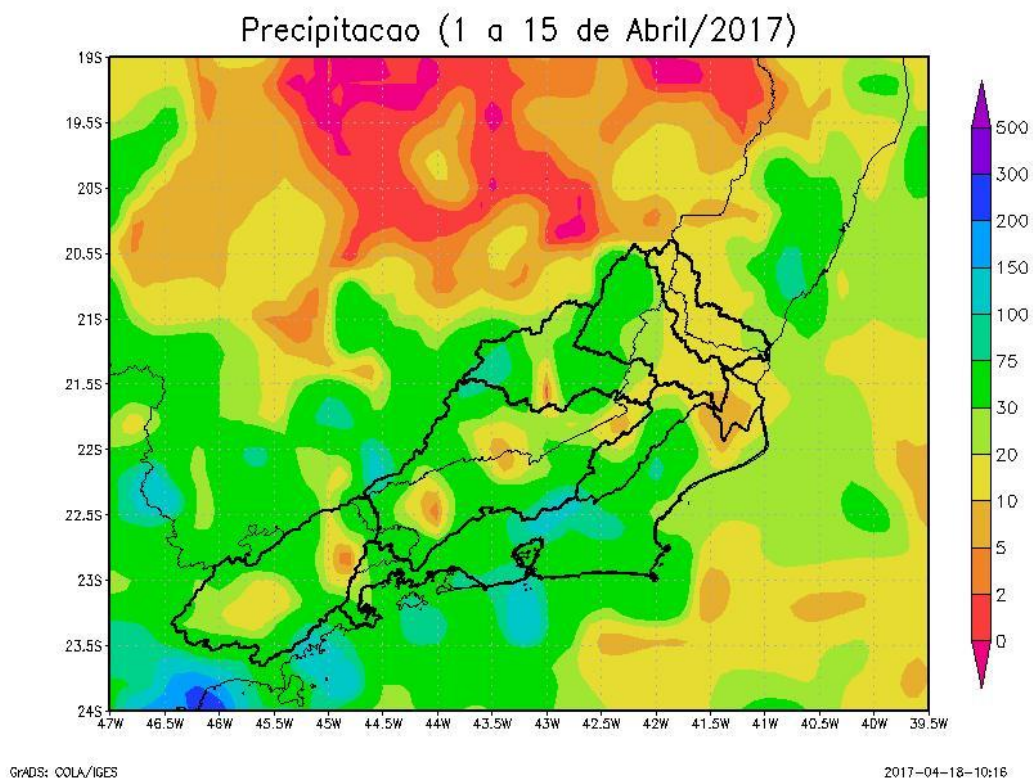 Precipitacao (1 a 15 de Abril/2017)
19S
19.5S
20S
20.5S
21S
21.5S
22S
22.5S
23S
23.5S
24S
47W 46.5W 46W 45.5W 45W 44.5W 44W 43.5W 43W 42.5W 42W 41.5W 41W 40.5W 40W 39.5W
500
300
200
150
100
75
30
20
10
5
2
0
GrADS: COLA/IGES 2017-04-18-10:16